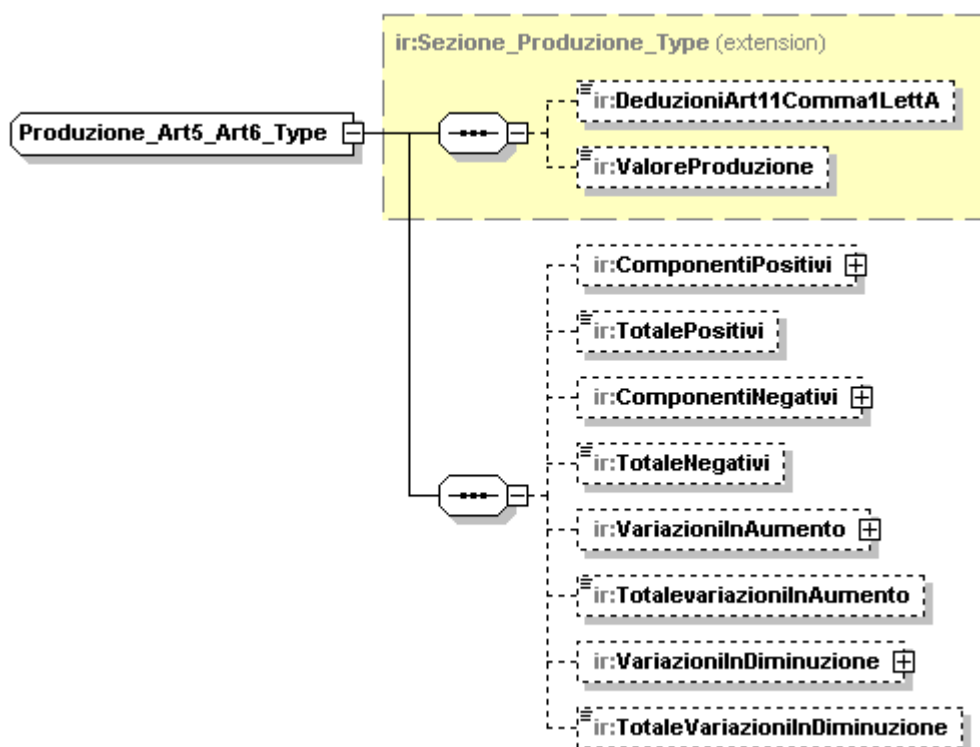 ir:Sezione_Produzione_Type (extension)
Produzione_Art5_Art6_Type
ir:DeduzioniArt11Comma1LettA
ir:ValoreProduzione
ir:ComponentiPositivi
ir:TotalePositivi
ir:ComponentiNegativi
ir:TotaleNegativi
ir:VariazioniInAumento
ir:TotalevariazioniInAumento
ir:VariazioniInDiminuzione
ir:TotaleVariazioniInDiminuzione